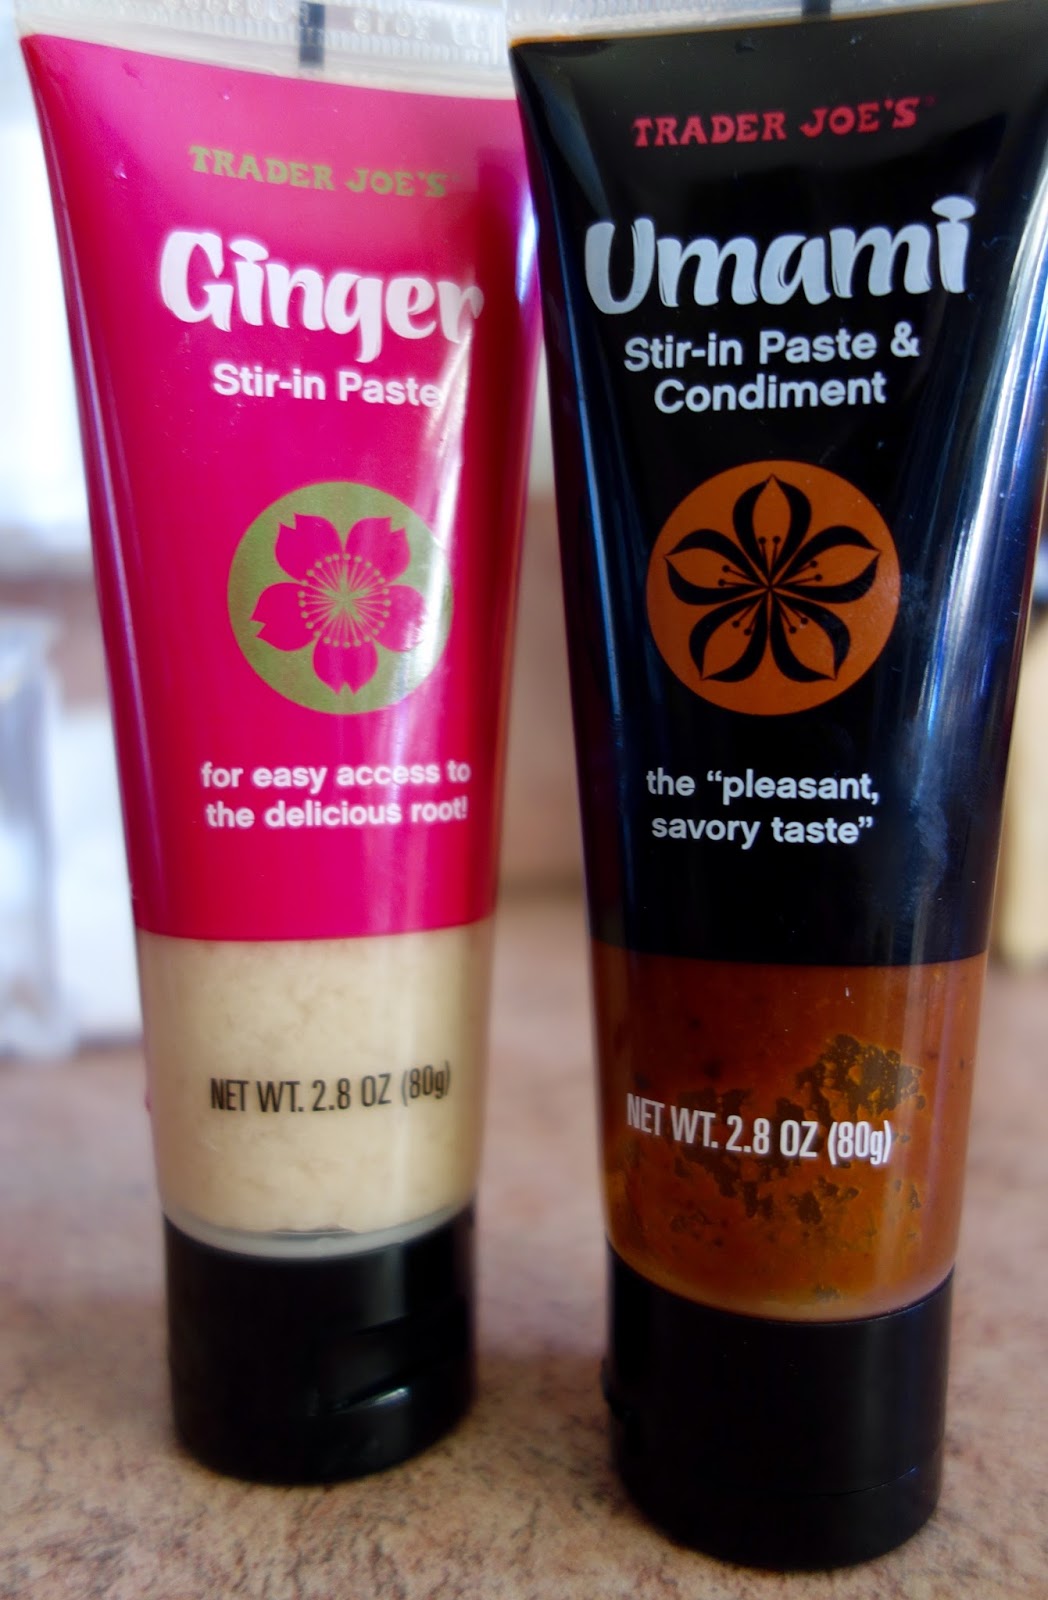 TRADER JOE'S
Ginger
Stir-in Paste
for easy access to
the delicious root!
NET WT. 2.8 OZ (80g)
TRADER JOE'S
Umami
Stir-in Paste &
Condiment
the “pleasant,
savory taste”
NET WT. 2.8 OZ (80g)